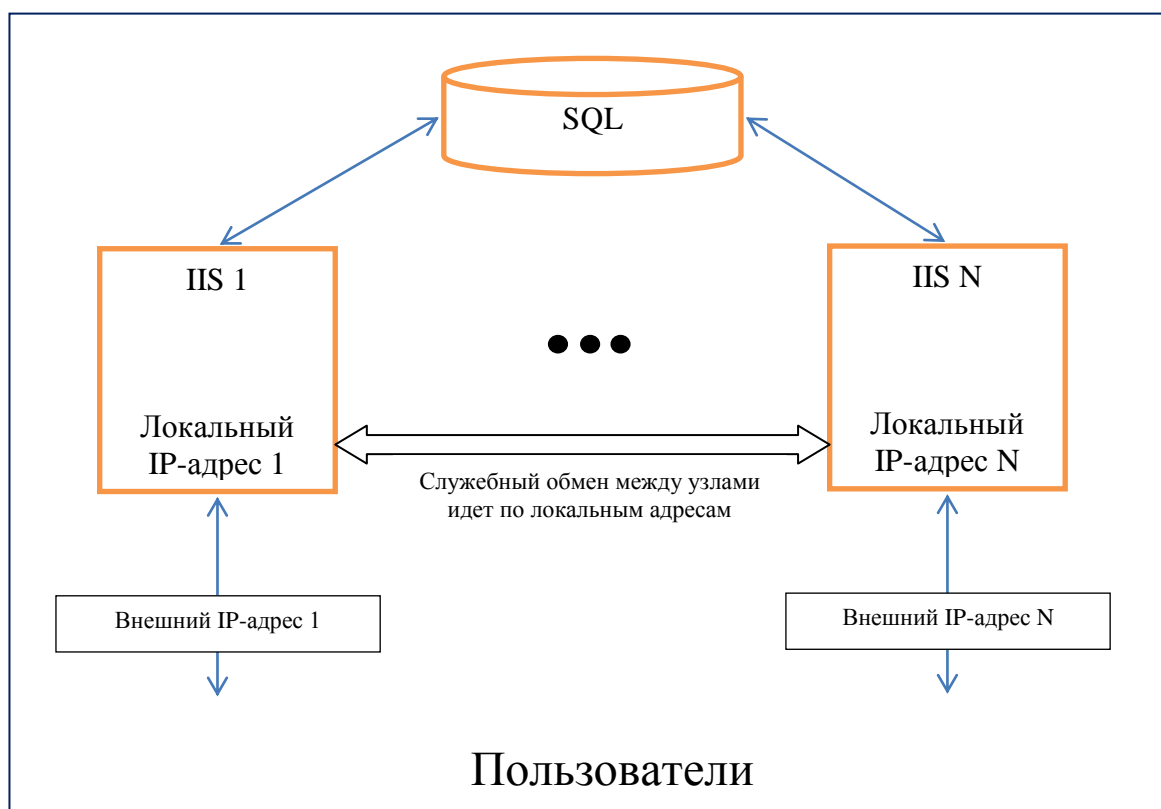 SQL
IIS 1
IIS N
Локальный
IP-адрес 1
Локальный
IP-адрес N
Служебный обмен между узлами
идет по локальным адресам
Внешний IP-адрес 1
Внешний IP-адрес N
Пользователи